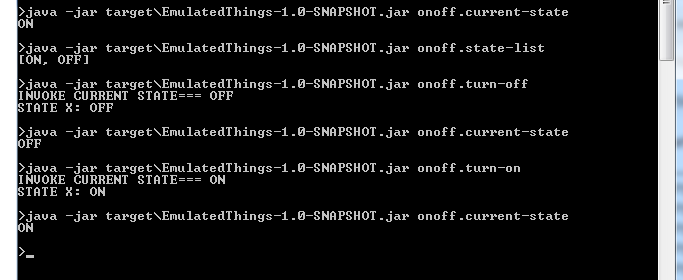 >java -jar target\EmulatedThings-1.0-SNAPSHOT.jar onoff.current-state
ON
>java -jar target\EmulatedThings-1.0-SNAPSHOT.jar onoff.state-list
[ON, OFF]
>java -jar target\EmulatedThings-1.0-SNAPSHOT.jar onoff.turn-off
INVOKE CURRENT STATE=== OFF
STATE X: OFF
>java -jar target\EmulatedThings-1.0-SNAPSHOT.jar onoff.current-state
OFF
>java -jar target\EmulatedThings-1.0-SNAPSHOT.jar onoff.turn-on
INVOKE CURRENT STATE=== ON
STATE X: ON
>java -jar target\EmulatedThings-1.0-SNAPSHOT.jar onoff.current-state
ON
>_